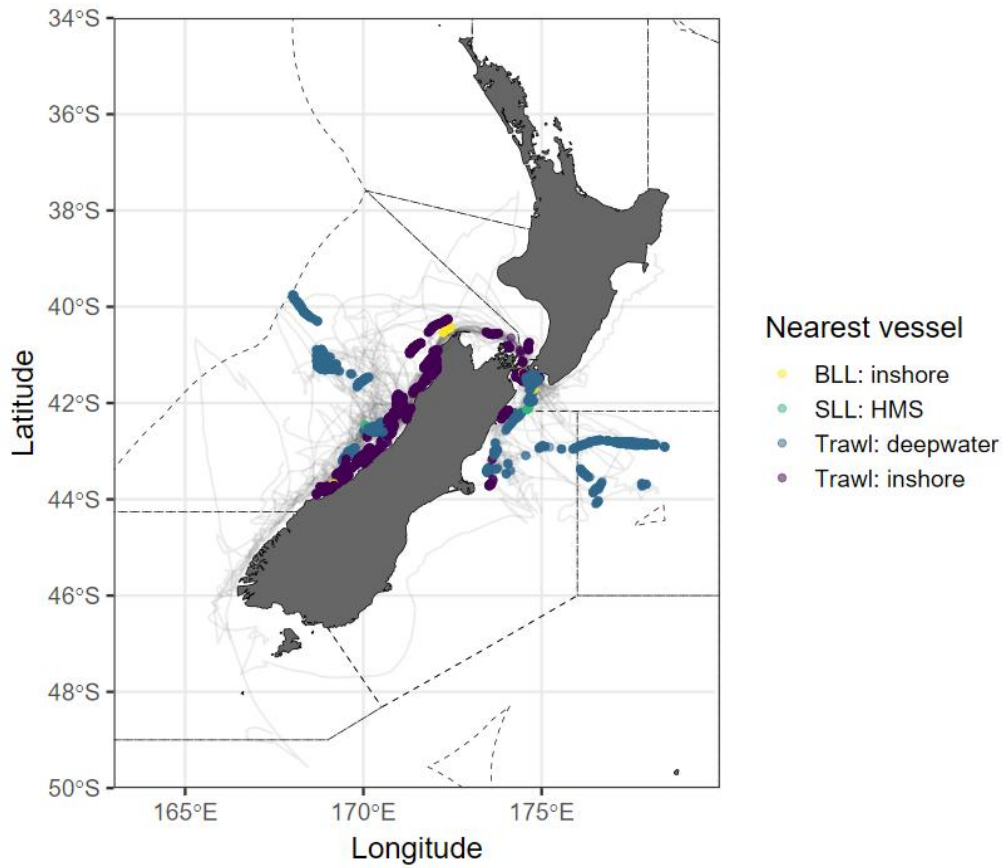 34°S
36°S
38°S
40°S
42°S
44°S
46°S
48°S
50°S
Latitude
165°E
170°E
175°E
Longitude
Nearest vessel
BLL: inshore
SLL: HMS
Trawl: deepwater
Trawl: inshore